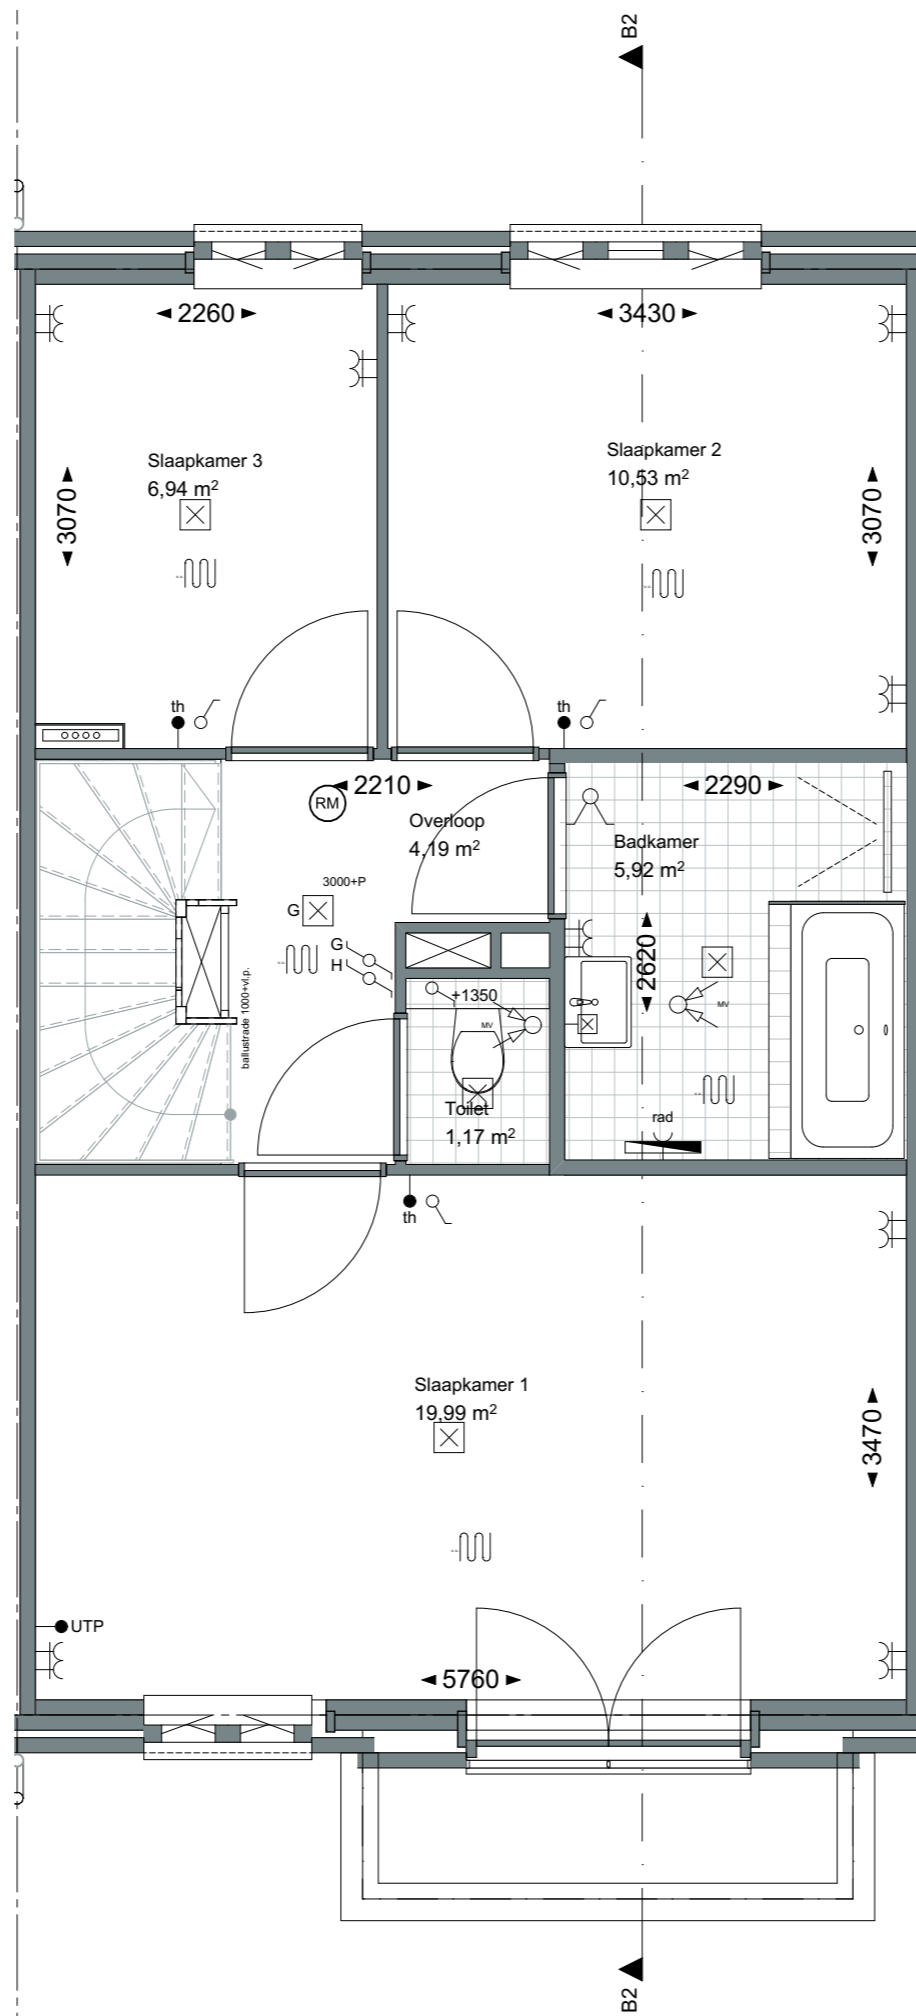 B2
2260
3430
Slaapkamer 3
6,94 m²
Slaapkamer 2
10,53 m²
3070
3070
th
th
RM
2210
2290
Overloop
4,19 m²
Badkamer
5,92 m²
3000+P
G
G
H
2620
+1350
MV
MV
ballustrade 1000+vl.p.
Toilet
1,17 m²
rad
th
Slaapkamer 1
19,99 m²
3470
UTP
5760
B2